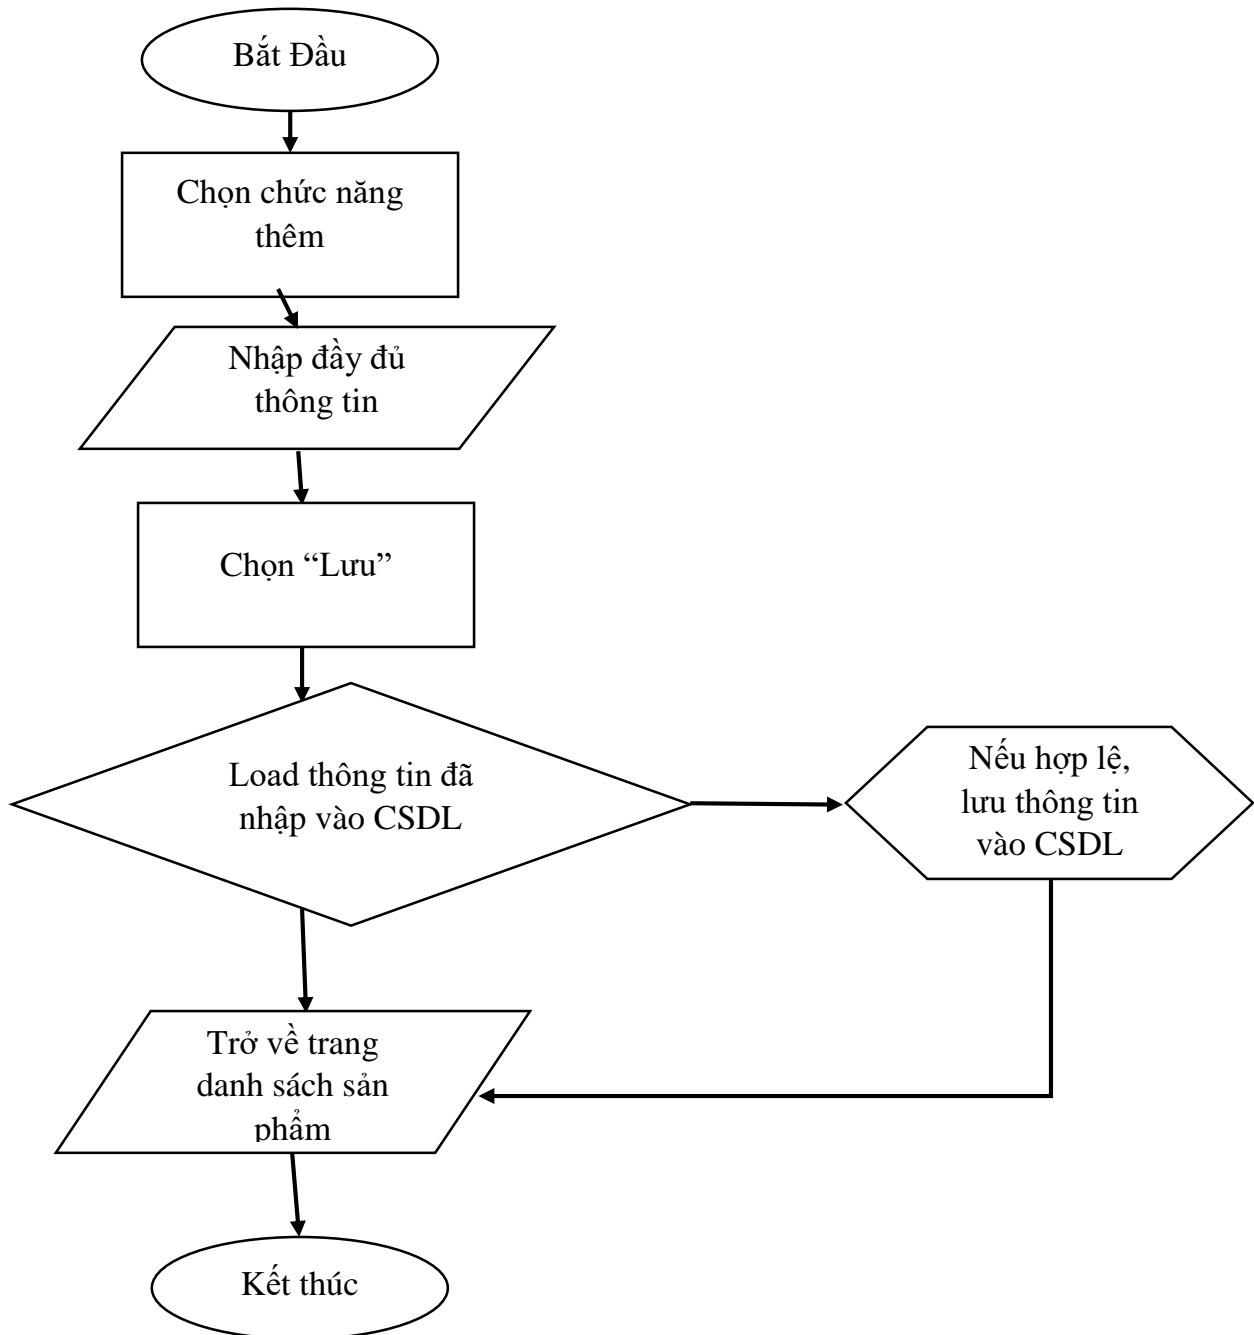 Bắt Đầu
Chọn chức năng
thêm
Nhập đầy đủ
thông tin
Chọn “Lưu”
Load thông tin đã
nhập vào CSDL
Nếu hợp lệ,
lưu thông tin
vào CSDL
Trở về trang
danh sách sản
phẩm
Kết thúc